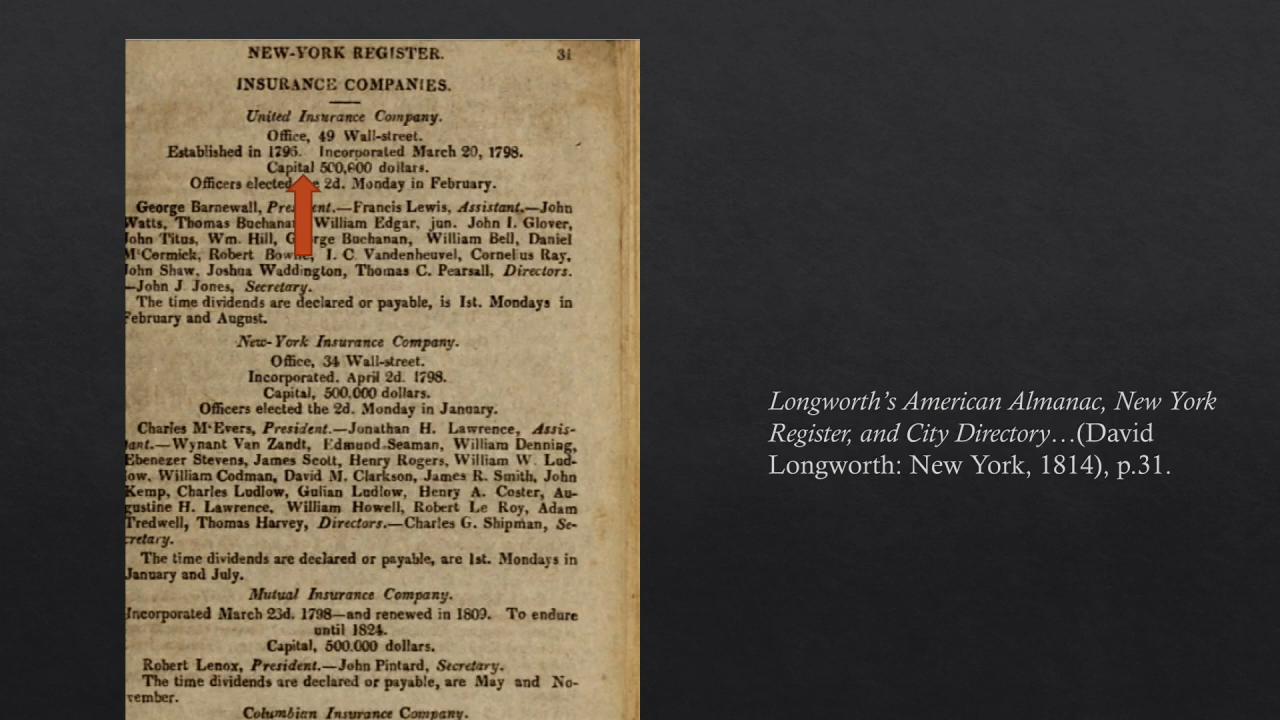 NEW-YORK REGISTER. 31
INSURANCE COMPANIES.
United Insurance Company.
Office, 49 Wall-street.
Established in 1796. Incorporated March 20, 1798.
Capital 500,000 dollars.
Officers elected 2d. Monday in February.
George Barnewall, President.—Francis Lewis, Assistant.—John
Watts, Thomas Buchanan William Edgar, jun. John I. Glover,
John Titus, Wm. Hill, George Buchanan, William Bell, Daniel
M'Cormick, Robert Bowne, I. C Vandenheuvel, Cornelius Ray,
John Shaw, Joshua Waddington, Thomas C. Pearsall, Directors.
—John J. Jones, Secretary.
The time dividends are declared or payable, is 1st. Mondays in
February and August.
New-York Insurance Company.
Office, 34 Wall-street.
Incorporated. April 2d. 1798.
Capital, 500.000 dollars.
Officers elected the 2d. Monday in January.
Charles M'Evers, President.—Jonathan H. Lawrence, Assis-
tant.—Wynant Van Zandt, Edmund Seaman, William Denning,
Ebenezer Stevens, James Scott, Henry Rogers, William W. Lud-
low, William Codman, David M. Clarkson, James R. Smith, John
Kemp, Charles Ludlow, Gulian Ludlow, Henry A. Coster, Au-
gustine H. Lawrence, William Howell, Robert Le Roy, Adam
Tredwell, Thomas Harvey, Directors.—Charles G. Shipman, Se-
cretary.
The time dividends are declared or payable, are 1st. Mondays in
January and July.
Mutual Insurance Company.
Incorporated March 23d. 1798—and renewed in 1809. To endure
until 1824.
Capital, 500.000 dollars.
Robert Lenox, President.—John Pintard, Secretary.
The time dividends are declared or payable, are May and No-
vember.
Columbian Insurance Company.
Longworth's American Almanac, New York
Register, and City Directory…(David
Longworth: New York, 1814), p.31.